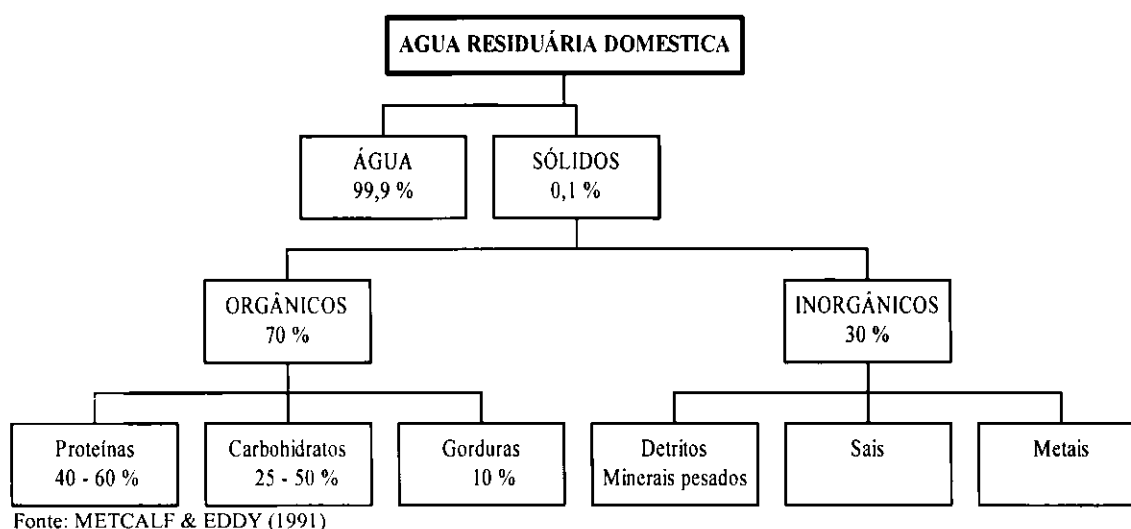 AGUA RESIDUÁRIA DOMESTICA
ÁGUA
99,9 %
SÓLIDOS
0,1 %
ORGÂNICOS
70 %
INORGÂNICOS
30 %
Proteínas
40 - 60 %
Carbohidratos
25 - 50 %
Gorduras
10 %
Detritos
Minerais pesados
Sais
Metais
Fonte: METCALF & EDDY (1991)